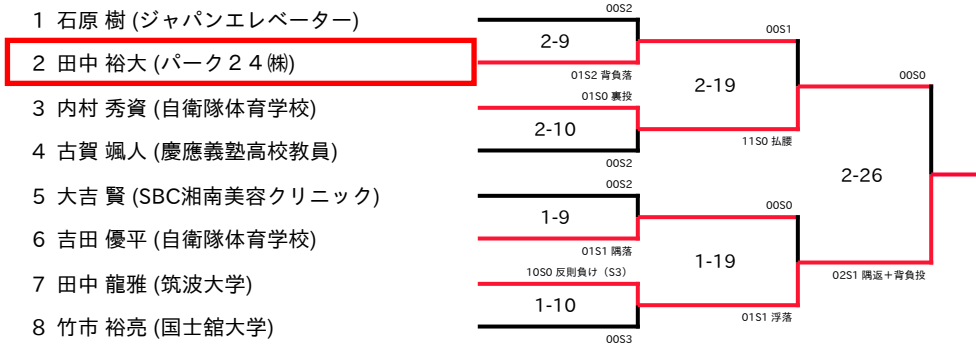 1 石原 樹 (ジャパンエレベーター)
2 田中 裕大 (パーク２４㈱)
3 内村 秀資 (自衛隊体育学校)
4 古賀 颯人 (慶應義塾高校教員)
5 大吉 賢 (SBC湘南美容クリニック)
6 吉田 優平 (自衛隊体育学校)
7 田中 龍雅 (筑波大学)
8 竹市 裕亮 (国士舘大学)
00S2
2-9
01S2 背負落
01S0 裏投
2-10
00S2
00S2
1-9
01S1 隅落
10S0 反則負け（S3）
1-10
00S3
00S1
2-19
11S0 払腰
00S0
1-19
01S1 浮落
00S0
2-26
02S1 隅返＋背負投